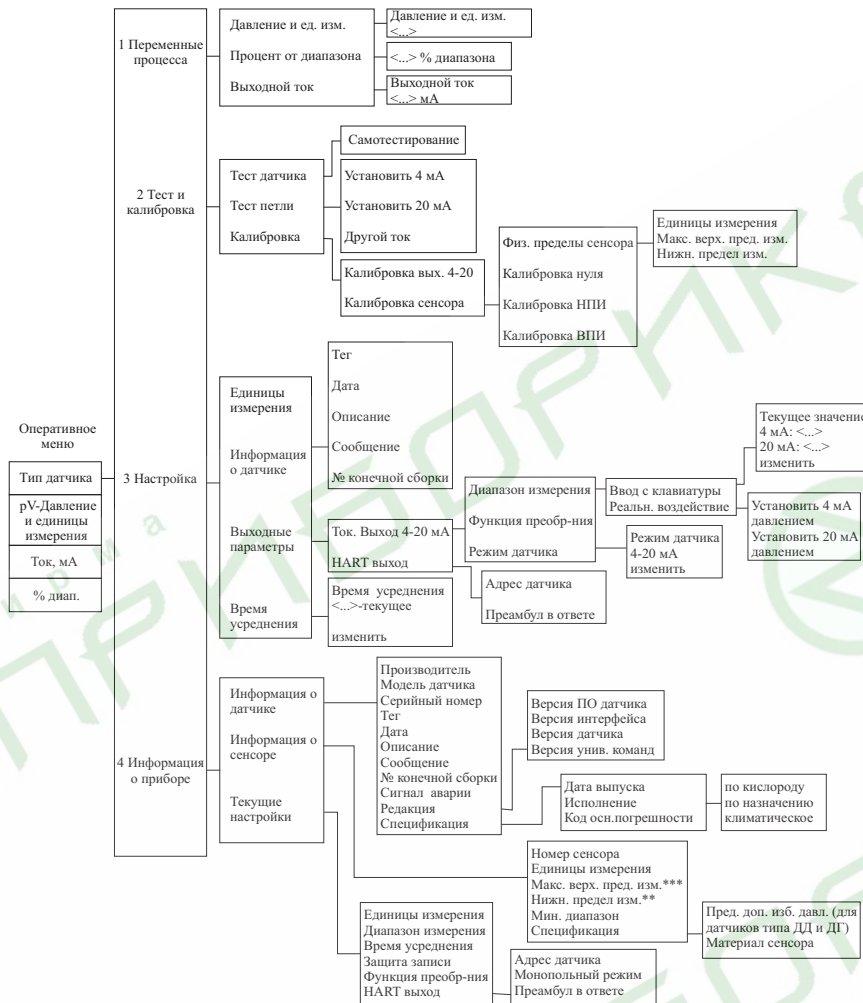 Оперативное
меню
Тип датчика
pV-Давление
и единицы
измерения
Ток, мА
% диап.
1 Переменные
процесса
Давление и ед. изм.
Процент от диапазона
Выходной ток
Давление и ед. изм.
<...>
<...> % диапазона
Выходной ток
<...> мА
2 Тест и
калибровка
Тест датчика
Тест петли
Калибровка
Самотестирование
Установить 4 мА
Установить 20 мА
Другой ток
Калибровка вых. 4-20
Калибровка сенсора
Физ. пределы сенсора
Калибровка нуля
Калибровка НПИ
Калибровка ВПИ
Единицы измерения
Макс. верх. пред. изм.
Нижн. предел изм.
3 Настройка
Единицы
измерения
Информация
о датчике
Выходные
параметры
Время
усреднения
Тег
Дата
Описание
Сообщение
№ конечной сборки
Ток. Выход 4-20 мА
HART выход
Время усреднения
<...>-текущее
изменить
Диапазон измерения
Функция преобр-ния
Режим датчика
Адрес датчика
Преамбул в ответе
Ввод с клавиатуры
Реальн. воздействие
Режим датчика
4-20 мА
изменить
Текущее значение
4 мА: <...>
20 мА: <...>
изменить
Установить 4 мА
давлением
Установить 20 мА
давлением
4 Информация
о приборе
Информация о
датчике
Информация о
сенсоре
Текущие
настройки
Производитель
Модель датчика
Серийный номер
Тег
Дата
Описание
Сообщение
№ конечной сборки
Сигнал аварии
Редакция
Спецификация
Версия ПО датчика
Версия интерфейса
Версия датчика
Версия унив. команд
Дата выпуска
Исполнение
Код осн.погрешности
по кислороду
по назначению
климатическое
Номер сенсора
Единицы измерения
Макс. верх. пред. изм.***
Нижн. предел изм.**
Мин. диапазон
Спецификация
Пред. доп. изб. давл. (для
датчиков типа ДД и ДГ)
Материал сенсора
Единицы измерения
Диапазон измерения
Время усреднения
Защита записи
Функция преобр-ния
HART выход
Адрес датчика
Монопольный режим
Преамбул в ответе